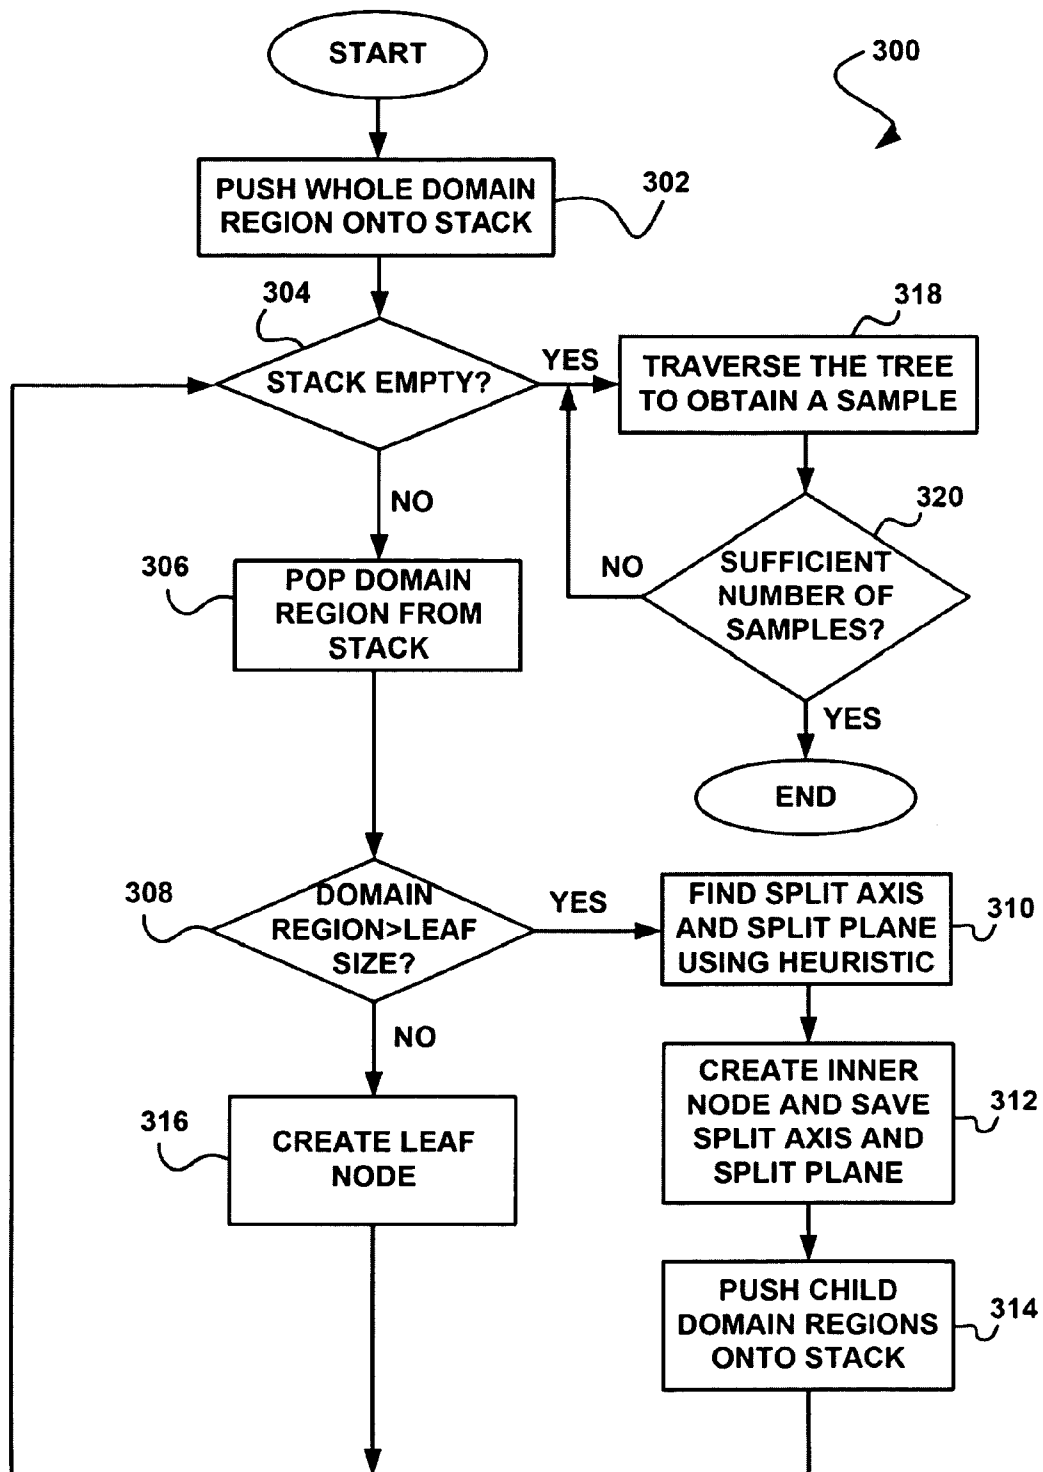 START
300
PUSH WHOLE DOMAIN
REGION ONTO STACK
302
304
STACK EMPTY?
YES
318
TRAVERSE THE TREE
TO OBTAIN A SAMPLE
NO
320
SUFFICIENT
NUMBER OF
SAMPLES?
NO
YES
END
306
POP DOMAIN
REGION FROM
STACK
308
DOMAIN
REGION>LEAF
SIZE?
YES
FIND SPLIT AXIS
AND SPLIT PLANE
USING HEURISTIC
310
NO
CREATE INNER
NODE AND SAVE
SPLIT AXIS AND
SPLIT PLANE
312
316
CREATE LEAF
NODE
PUSH CHILD
DOMAIN REGIONS
ONTO STACK
314